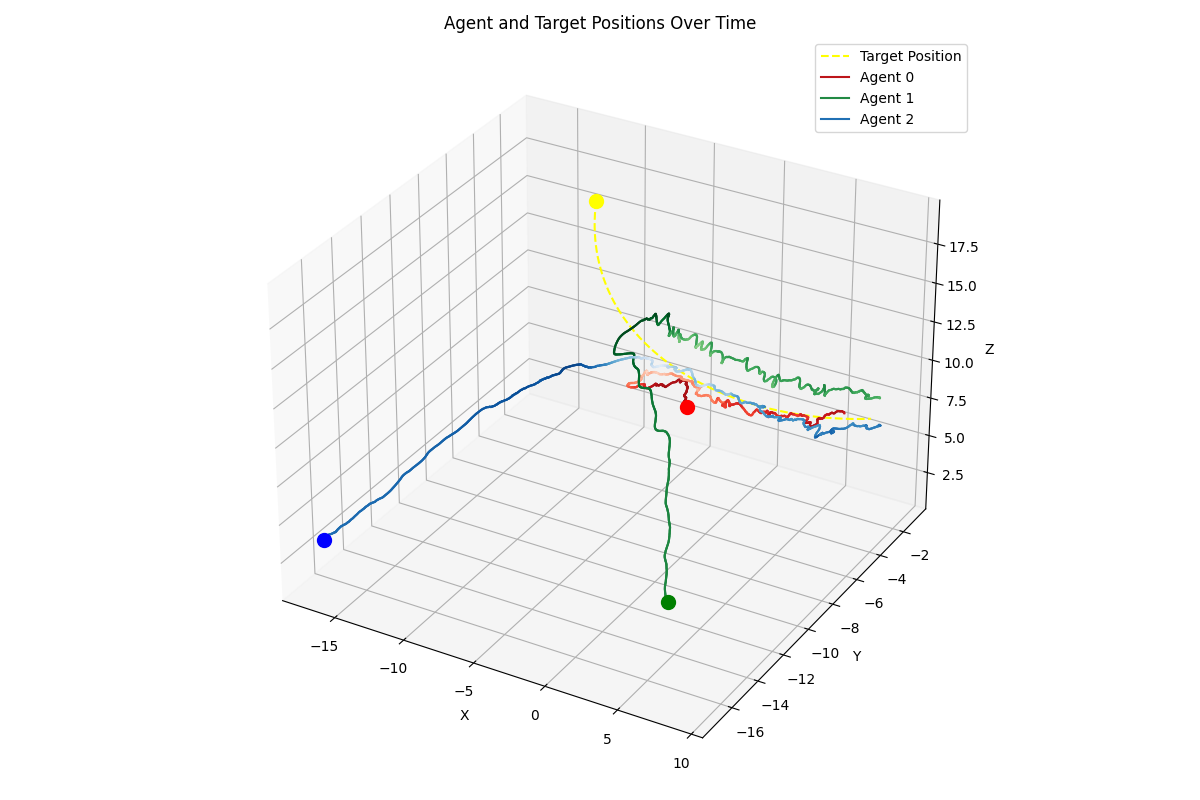 Agent and Target Positions Over Time
Target Position
Agent 0
Agent 1
Agent 2
17.5
15.0
12.5
Z
10.0
7.5
5.0
2.5
−2
−4
−6
−8
−10
Y
−12
−14
−16
−15
−10
−5
X
0
5
10